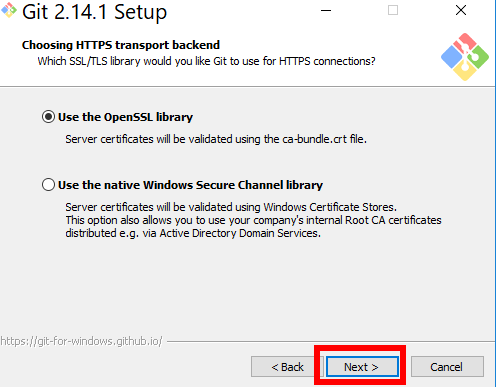 Git 2.14.1 Setup
Choosing HTTPS transport backend
Which SSL/TLS library would you like Git to use for HTTPS connections?
Use the OpenSSL library
Server certificates will be validated using the ca-bundle.crt file.
Use the native Windows Secure Channel library
Server certificates will be validated using Windows Certificate Stores.
This option also allows you to use your company's internal Root CA certificates
distributed e.g. via Active Directory Domain Services.
https://git-for-windows.github.io/
< Back
Next >
Cancel